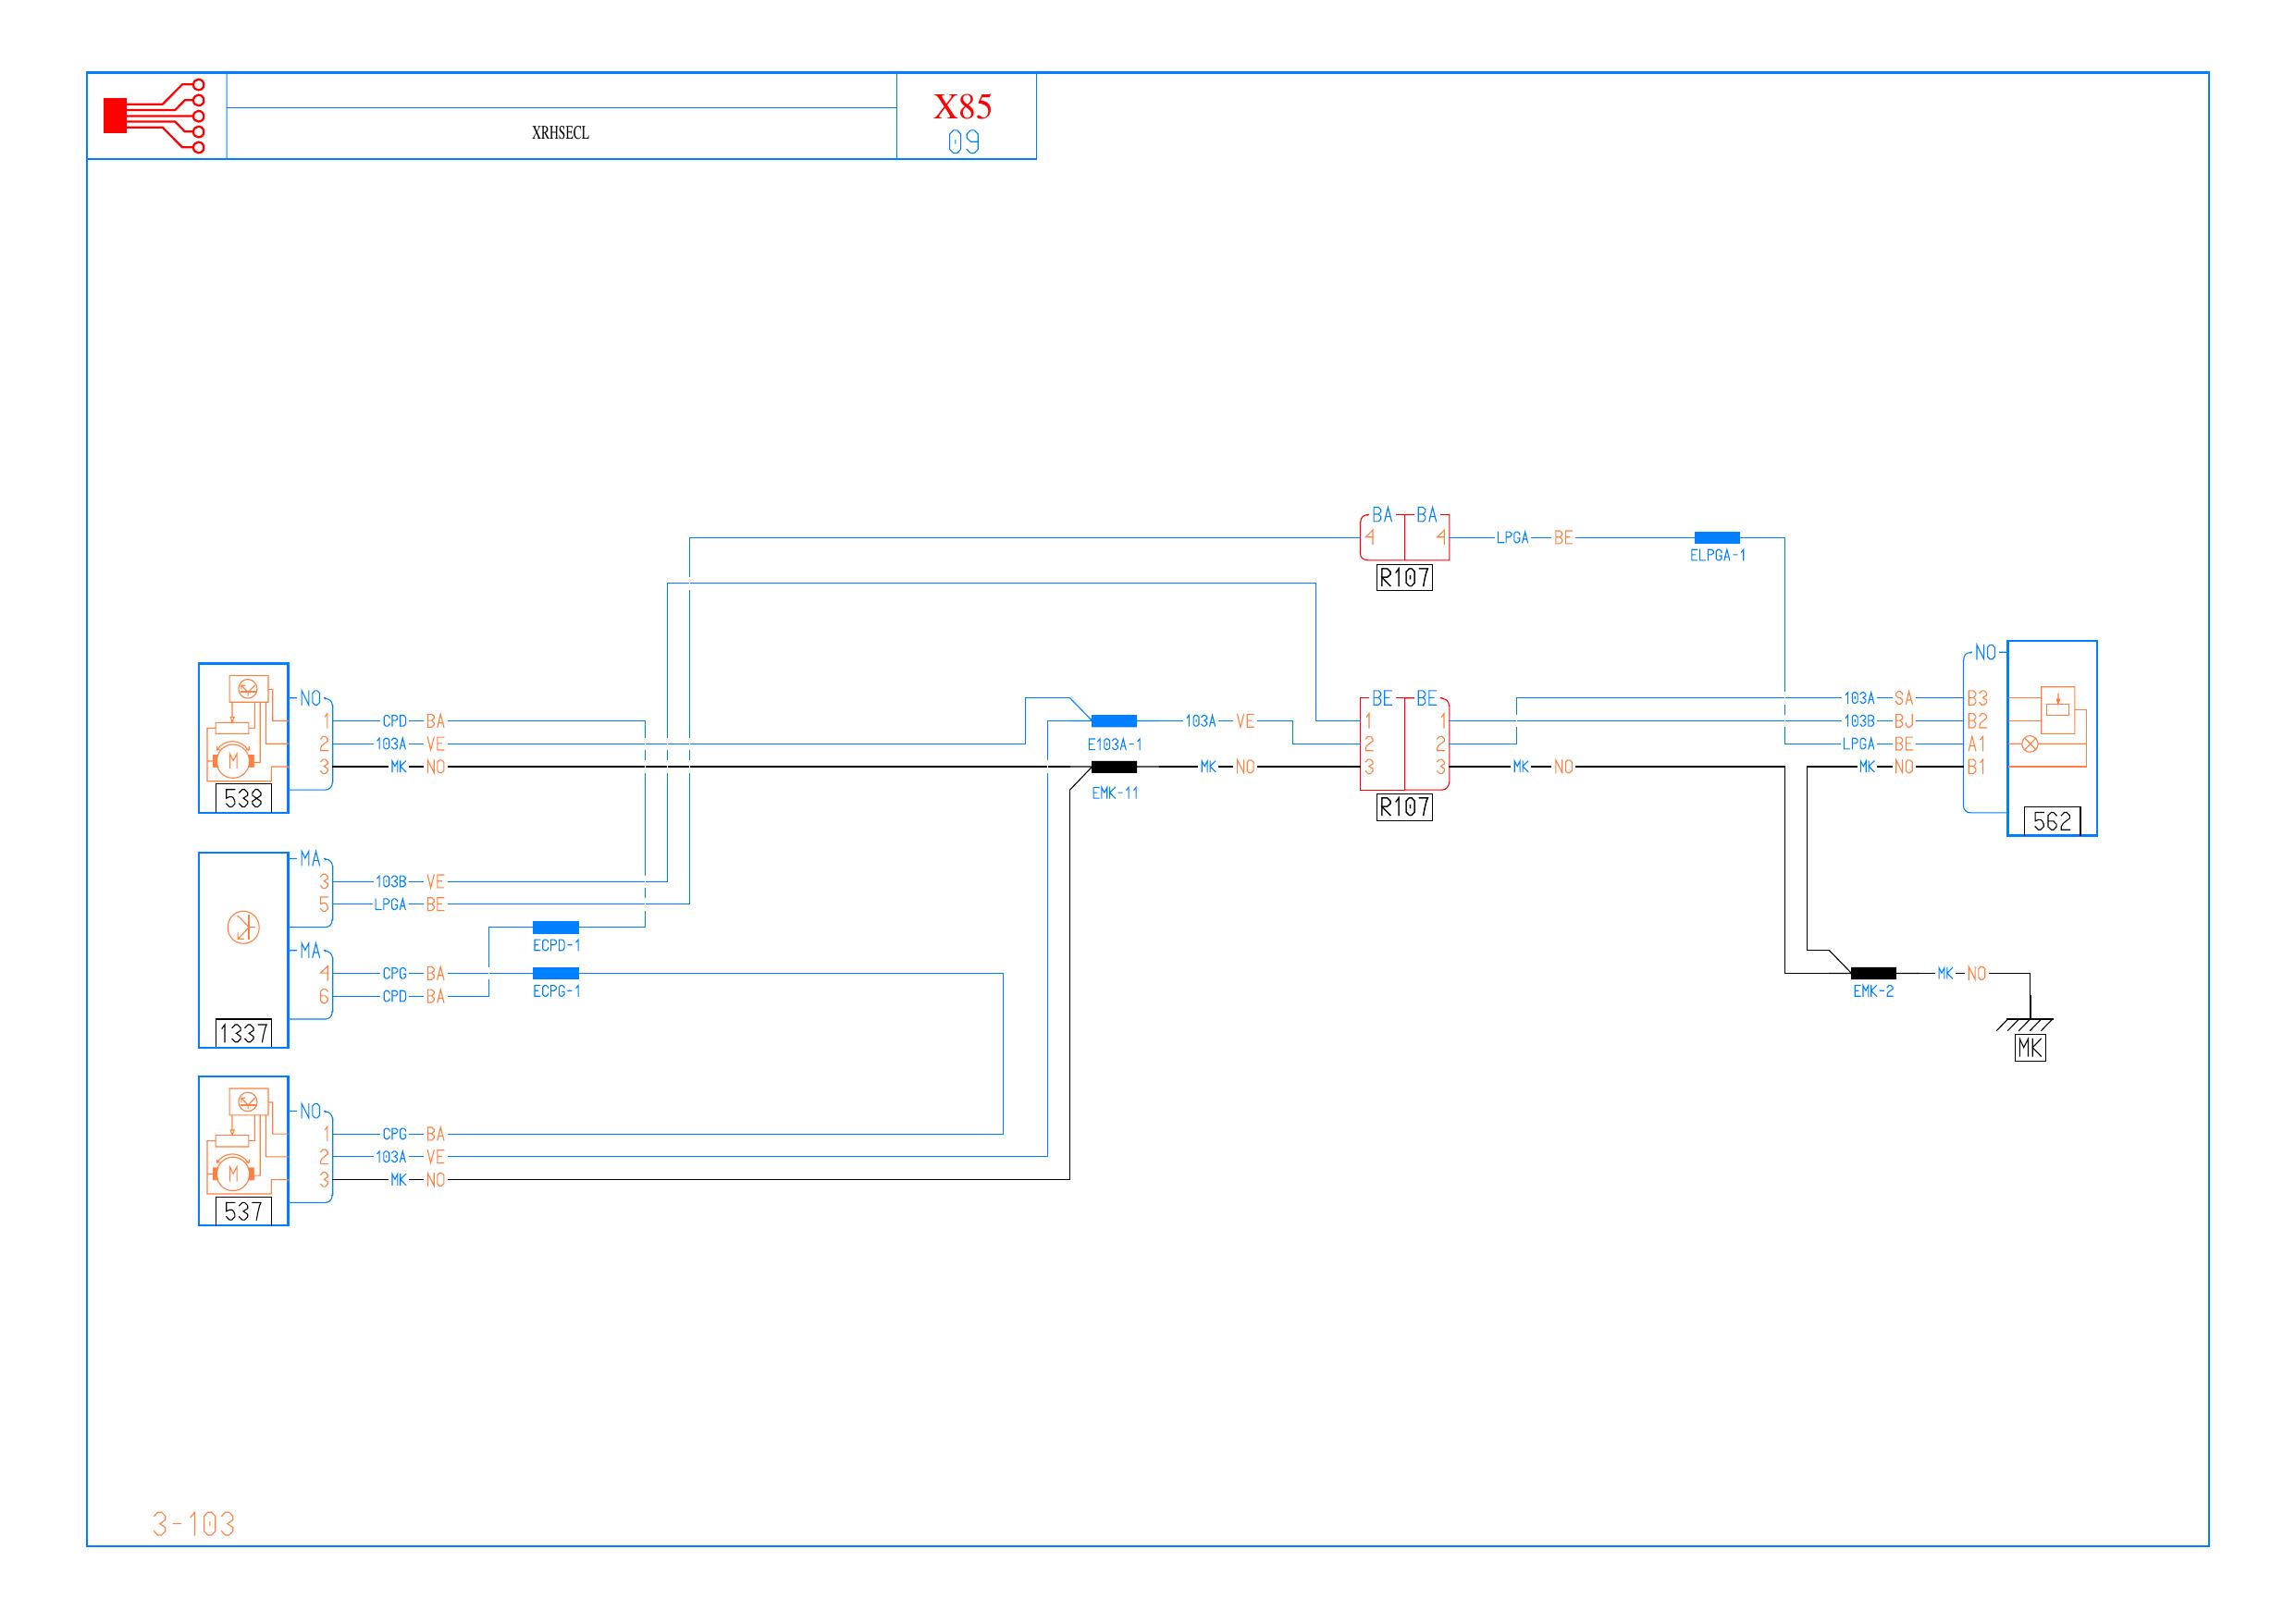 X85
XRHSECL
09
BA BA
4 4 LPGA BE
ELPGA-1
R107
NO
NO BE BE 103A SA B3
1 CPD BA 103A VE 1 1 103B BJ B2
2 103A VE E103A-1 2 2 LPGA BE A1
M
3 MK NO MK NO 3 3 MK NO MK NO B1
538 EMK-11 R107 562
MA
3 103B VE
5 LPGA BE
ECPD-1
MA
4 CPG BA MK NO
6 CPD BA ECPG-1 EMK-2
1337 MK
NO
1 CPG BA
2 103A VE
M
3 MK NO
537
3-103